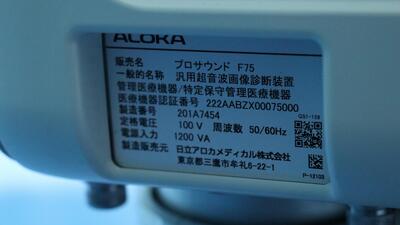 ALOKA
販売名 プロサウンド F75
一般的名称 汎用超音波画像診断装置
管理医療機器/特定保守管理医療機器
医療機器認証番号 222AABZX00075000
製造番号 201A7454
定格電圧 100 V 周波数 50/60Hz
電源入力 1200 VA
製造販売元 日立アロカメディカル株式会社
東京都三鷹市牟礼6-22-1
QS1-128
P-12103